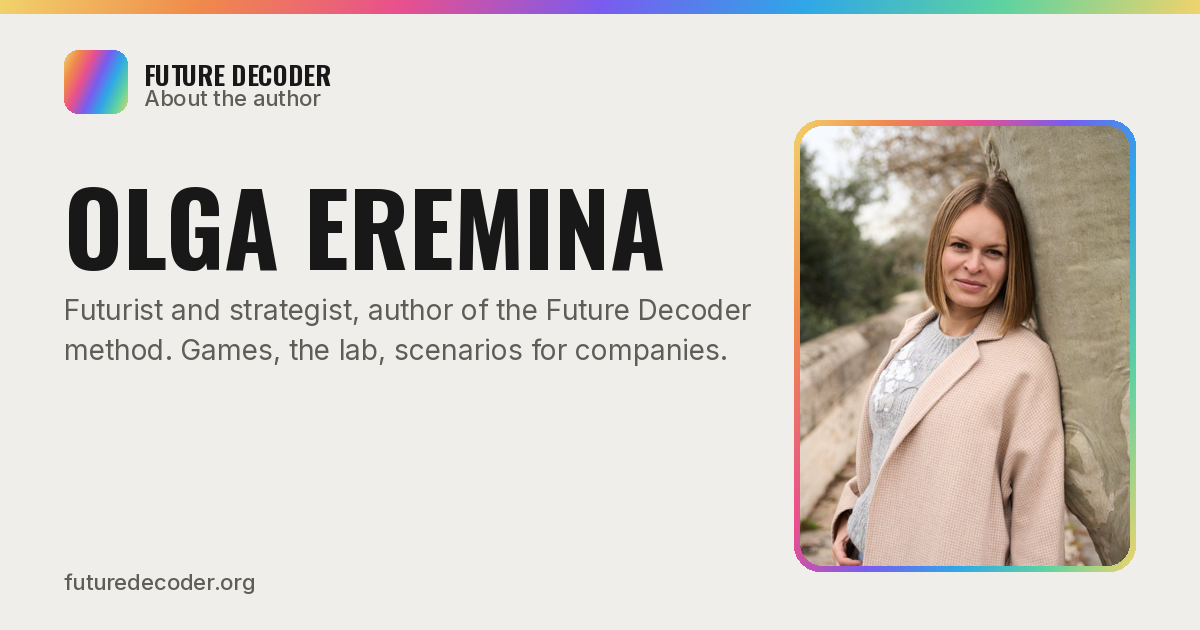 FUTURE DECODER
About the author
OLGA EREMINA
Futurist and strategist, author of the Future Decoder
method. Games, the lab, scenarios for companies.
futuredecoder.org